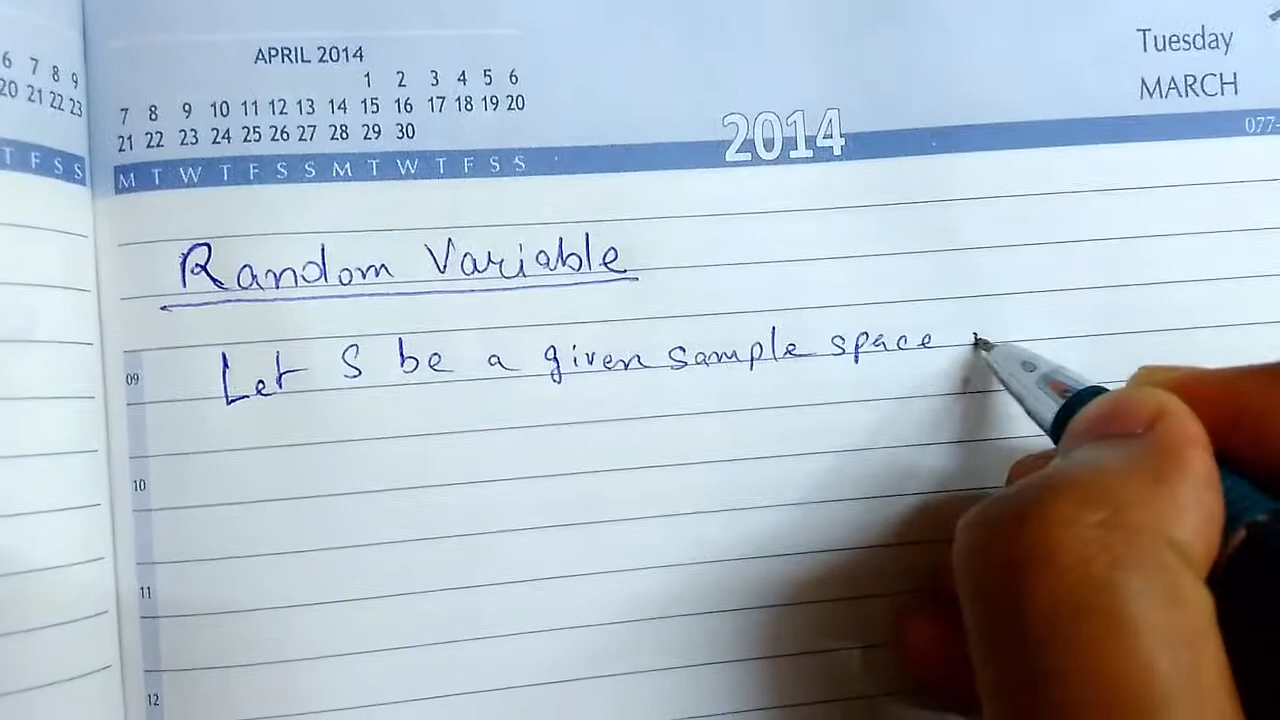 6 7 8 9
20 21 22 23
T F S S
APRIL 2014
1 2 3 4 5 6
7 8 9 10 11 12 13 14 15 16 17 18 19 20
21 22 23 24 25 26 27 28 29 30
M T W T F S S M T W T F S S
2014
Tuesday
MARCH
077-
Random Variable
09
Let S be a given sample space
10
11
12